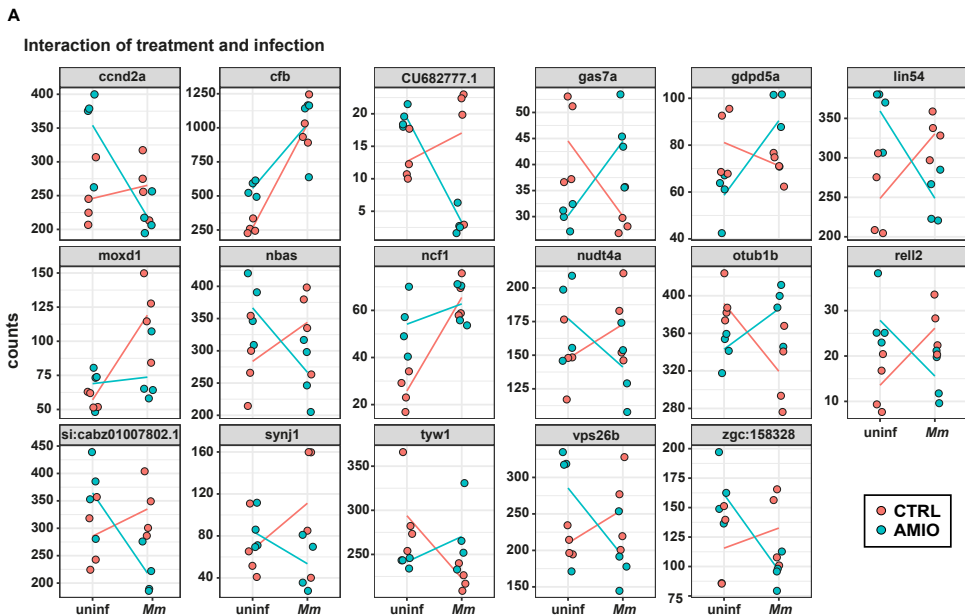 A
Interaction of treatment and infection
counts
ccnd2a
400
350
300
250
200
cfb
1250
1000
750
500
250
CU682777.1
20
15
10
5
gas7a
50
45
40
35
30
gdpd5a
100
80
60
40
lin54
350
300
250
200
moxd1
150
125
100
75
50
nbas
400
350
300
250
200
ncf1
60
40
20
nudt4a
200
175
150
125
otub1b
400
360
320
280
rell2
30
20
10
uninf Mm
si:cabz01007802.1
450
400
350
300
250
200
uninf Mm
synj1
160
120
80
40
uninf Mm
tyw1
350
300
250
uninf Mm
vps26b
300
250
200
150
uninf Mm
zgc:158328
200
175
150
125
100
75
uninf Mm
CTRL
AMIO